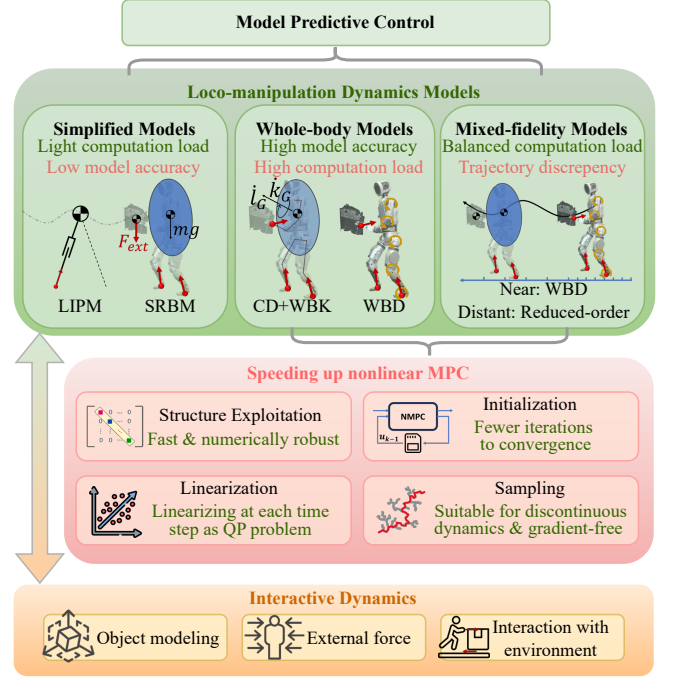 Model Predictive Control
Loco-manipulation Dynamics Models
Simplified Models
Light computation load
Low model accuracy
F_ext
mg
LIPM
SRBM
Whole-body Models
High model accuracy
High computation load
l̇_G
k̇_G
CD+WBK
WBD
Mixed-fidelity Models
Balanced computation load
Trajectory discrepency
Near: WBD
Distant: Reduced-order
Speeding up nonlinear MPC
Structure Exploitation
Fast & numerically robust
Initialization
Fewer iterations
to convergence
NMPC
u_{k-1}
Linearization
Linearizing at each time
step as QP problem
Sampling
Suitable for discontinuous
dynamics & gradient-free
Interactive Dynamics
Object modeling
External force
Interaction with
environment